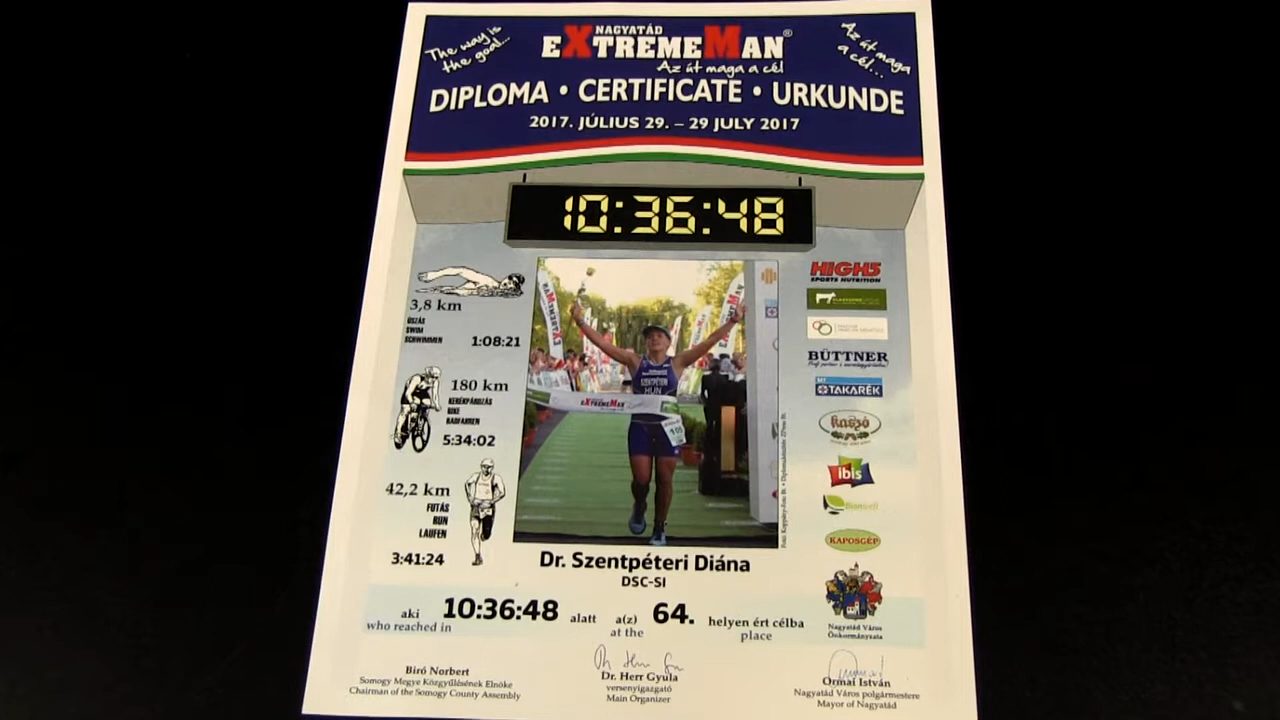 The way is
the goal...
NAGYATÁD
EXTREMEMAN®
Az út maga a cél
Az út maga
a cél...
DIPLOMA • CERTIFICATE • URKUNDE
2017. JÚLIUS 29. – 29 JULY 2017
10:36:48
3,8 km
ÚSZÁS
SWIM
SCHWIMMEN
1:08:21
180 km
KERÉKPÁROZÁS
BIKE
RADFAHREN
5:34:02
42,2 km
FUTÁS
RUN
LAUFEN
3:41:24
EXTREMEMAN
SZENTPÉTERI
HUN
EXTREMEMAN
HIGH5
SPORTS NUTRITION
BÜTTNER
TAKARÉK
ibis
KAPOSGÉP
Nagyatád Város
Önkormányzata
Dr. Szentpéteri Diána
DSC-SI
aki 10:36:48 alatt a(z) 64. helyen ért célba
who reached in at the place
Biró Norbert
Somogy Megye Közgyűlésének Elnöke
Chairman of the Somogy County Assembly
Dr. Herr Gyula
versenyigazgató
Main Organizer
Ormai István
Nagyatád Város polgármestere
Mayor of Nagyatád